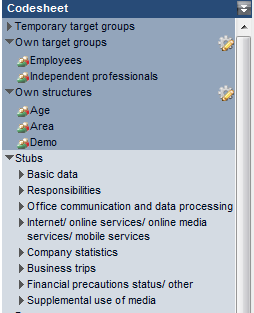 Codesheet
Temporary target groups
Own target groups
Employees
Independent professionals
Own structures
Age
Area
Demo
Stubs
Basic data
Responsibilities
Office communication and data processing
Internet/ online services/ online media
services/ mobile services
Company statistics
Business trips
Financial precautions status/ other
Supplemental use of media